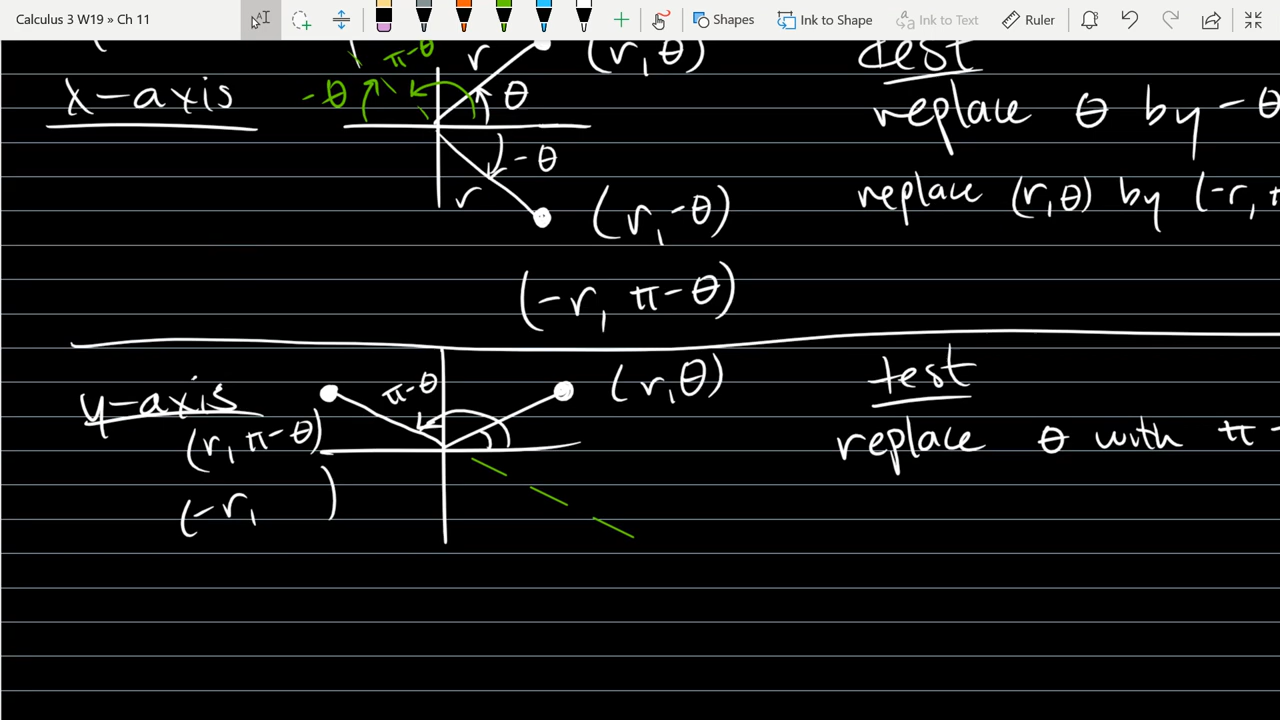 Calculus 3 W19 » Ch 11
Shapes
Ink to Shape
Ink to Text
Ruler
π-θ
r
(r, θ)
test
x-axis
-θ
θ
replace θ by -θ
-θ
r
(r, -θ)
replace (r, θ) by (-r,
(-r, π-θ)
y-axis
π-θ
(r, θ)
test
(r, π-θ)
replace θ with π-
(-r, )